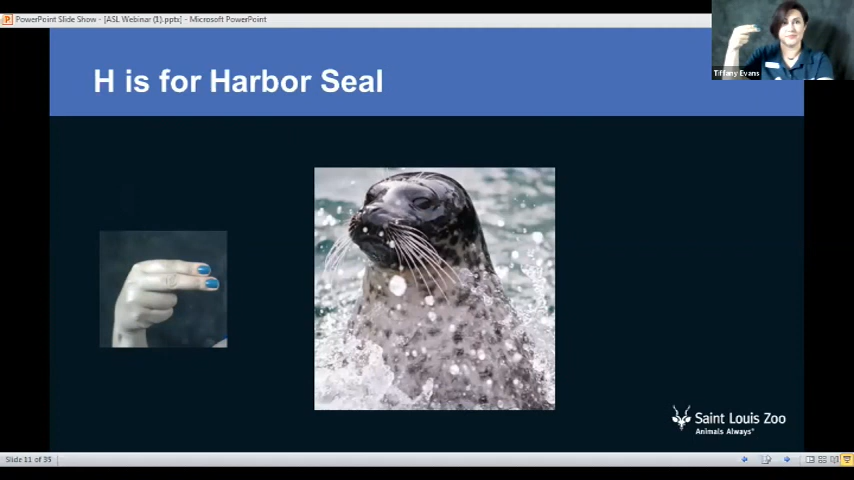 PowerPoint Slide Show - [ASL Webinar (1).pptx] - Microsoft PowerPoint
Tiffany Evans
H is for Harbor Seal
Saint Louis Zoo
Animals Always®
Slide 11 of 35